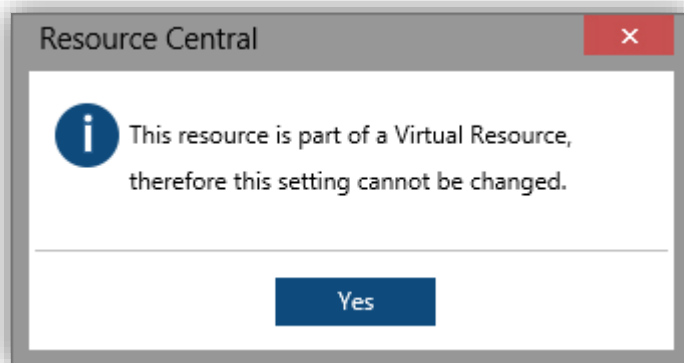 Resource Central
This resource is part of a Virtual Resource,
therefore this setting cannot be changed.
Yes